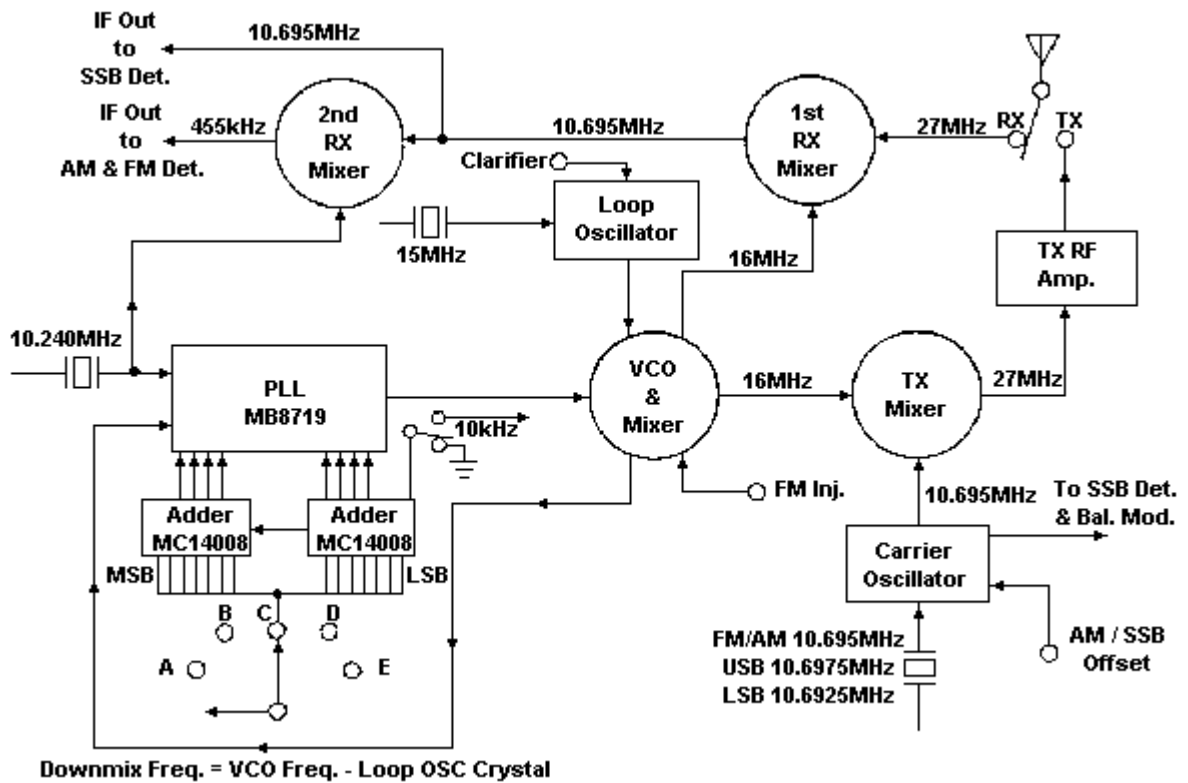 IF Out
to
SSB Det.
10.695MHz
IF Out
to
AM & FM Det.
455kHz
2nd
RX
Mixer
10.695MHz
1st
RX
Mixer
27MHz
RX
TX
Clarifier
Loop
Oscillator
15MHz
16MHz
TX RF
Amp.
10.240MHz
PLL
MB8719
VCO
&
Mixer
16MHz
TX
Mixer
27MHz
10kHz
FM Inj.
10.695MHz
To SSB Det.
& Bal. Mod.
Adder
MC14008
Adder
MC14008
MSB
LSB
Carrier
Oscillator
B
C
D
A
E
FM/AM 10.695MHz
USB 10.6975MHz
LSB 10.6925MHz
AM / SSB
Offset
Downmix Freq. = VCO Freq. - Loop OSC Crystal